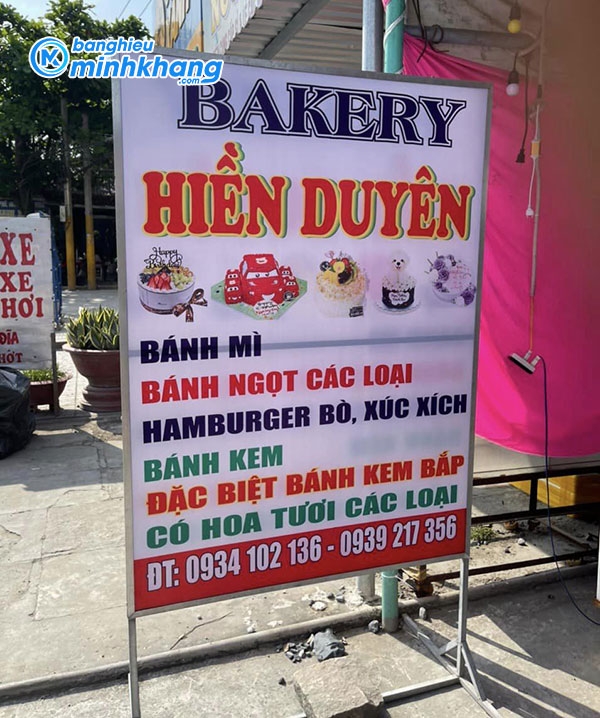 banghieu
minhkhang
.com
BAKERY
HIỀN DUYÊN
Happy
BÁNH MÌ
BÁNH NGỌT CÁC LOẠI
HAMBURGER BÒ, XÚC XÍCH
BÁNH KEM
ĐẶC BIỆT BÁNH KEM BẮP
CÓ HOA TƯƠI CÁC LOẠI
ĐT: 0934 102 136 - 0939 217 356
XE
XE
HƠI
ĐĨA